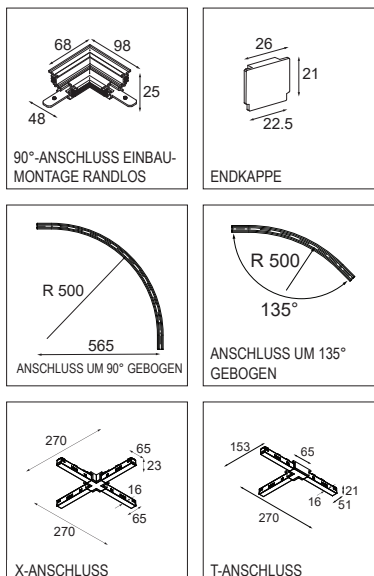 68
98
25
48
90°-ANSCHLUSS EINBAU-
MONTAGE RANDLOS
26
21
22.5
ENDKAPPE
R 500
565
ANSCHLUSS UM 90° GEBOGEN
R 500
135°
ANSCHLUSS UM 135°
GEBOGEN
270
65
23
16
65
270
X-ANSCHLUSS
153
65
21
16
51
270
T-ANSCHLUSS